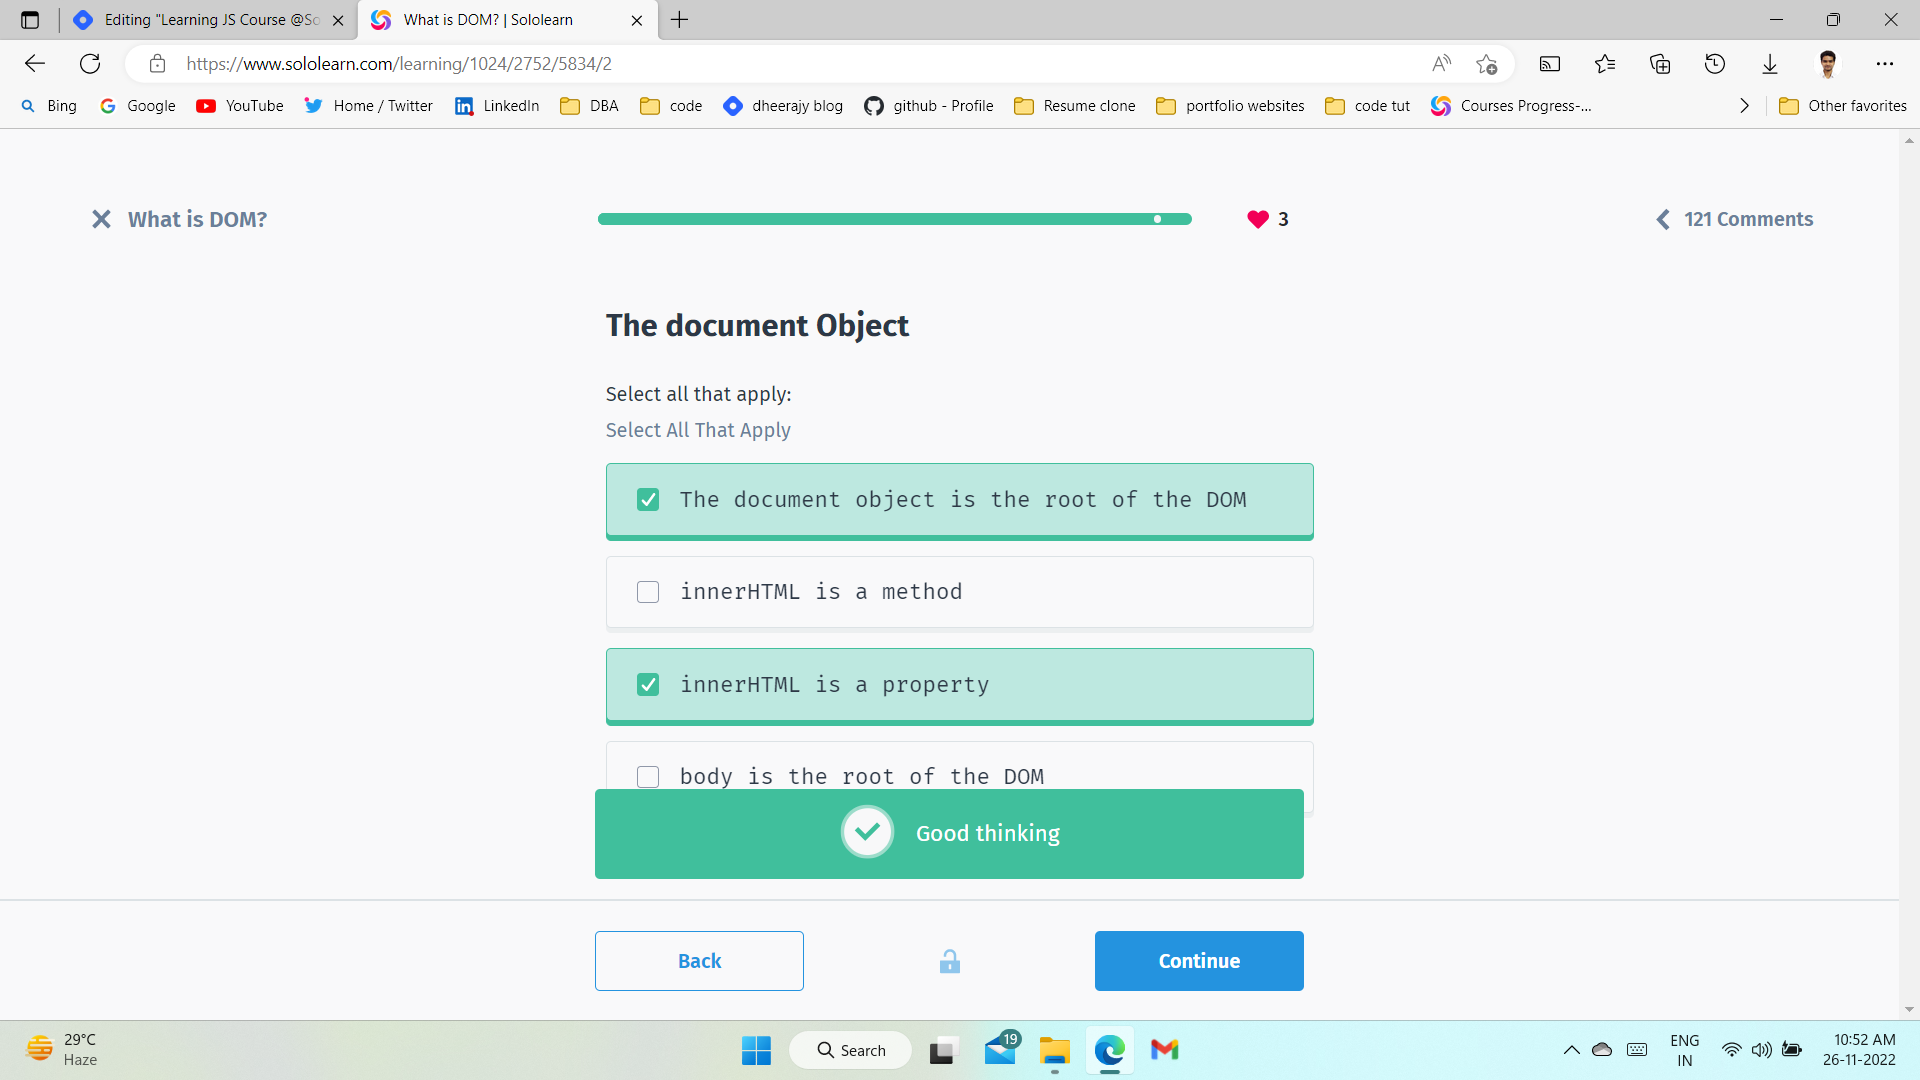 Editing "Learning JS Course @So
What is DOM? | Sololearn
https://www.sololearn.com/learning/1024/2752/5834/2
Bing
Google
YouTube
Home / Twitter
LinkedIn
DBA
code
dheerajy blog
github - Profile
Resume clone
portfolio websites
code tut
Courses Progress-...
Other favorites
What is DOM?
3
121 Comments
The document Object
Select all that apply:
Select All That Apply
The document object is the root of the DOM
innerHTML is a method
innerHTML is a property
body is the root of the DOM
Good thinking
Back
Continue
29°C
Haze
Search
19
ENG
IN
10:52 AM
26-11-2022